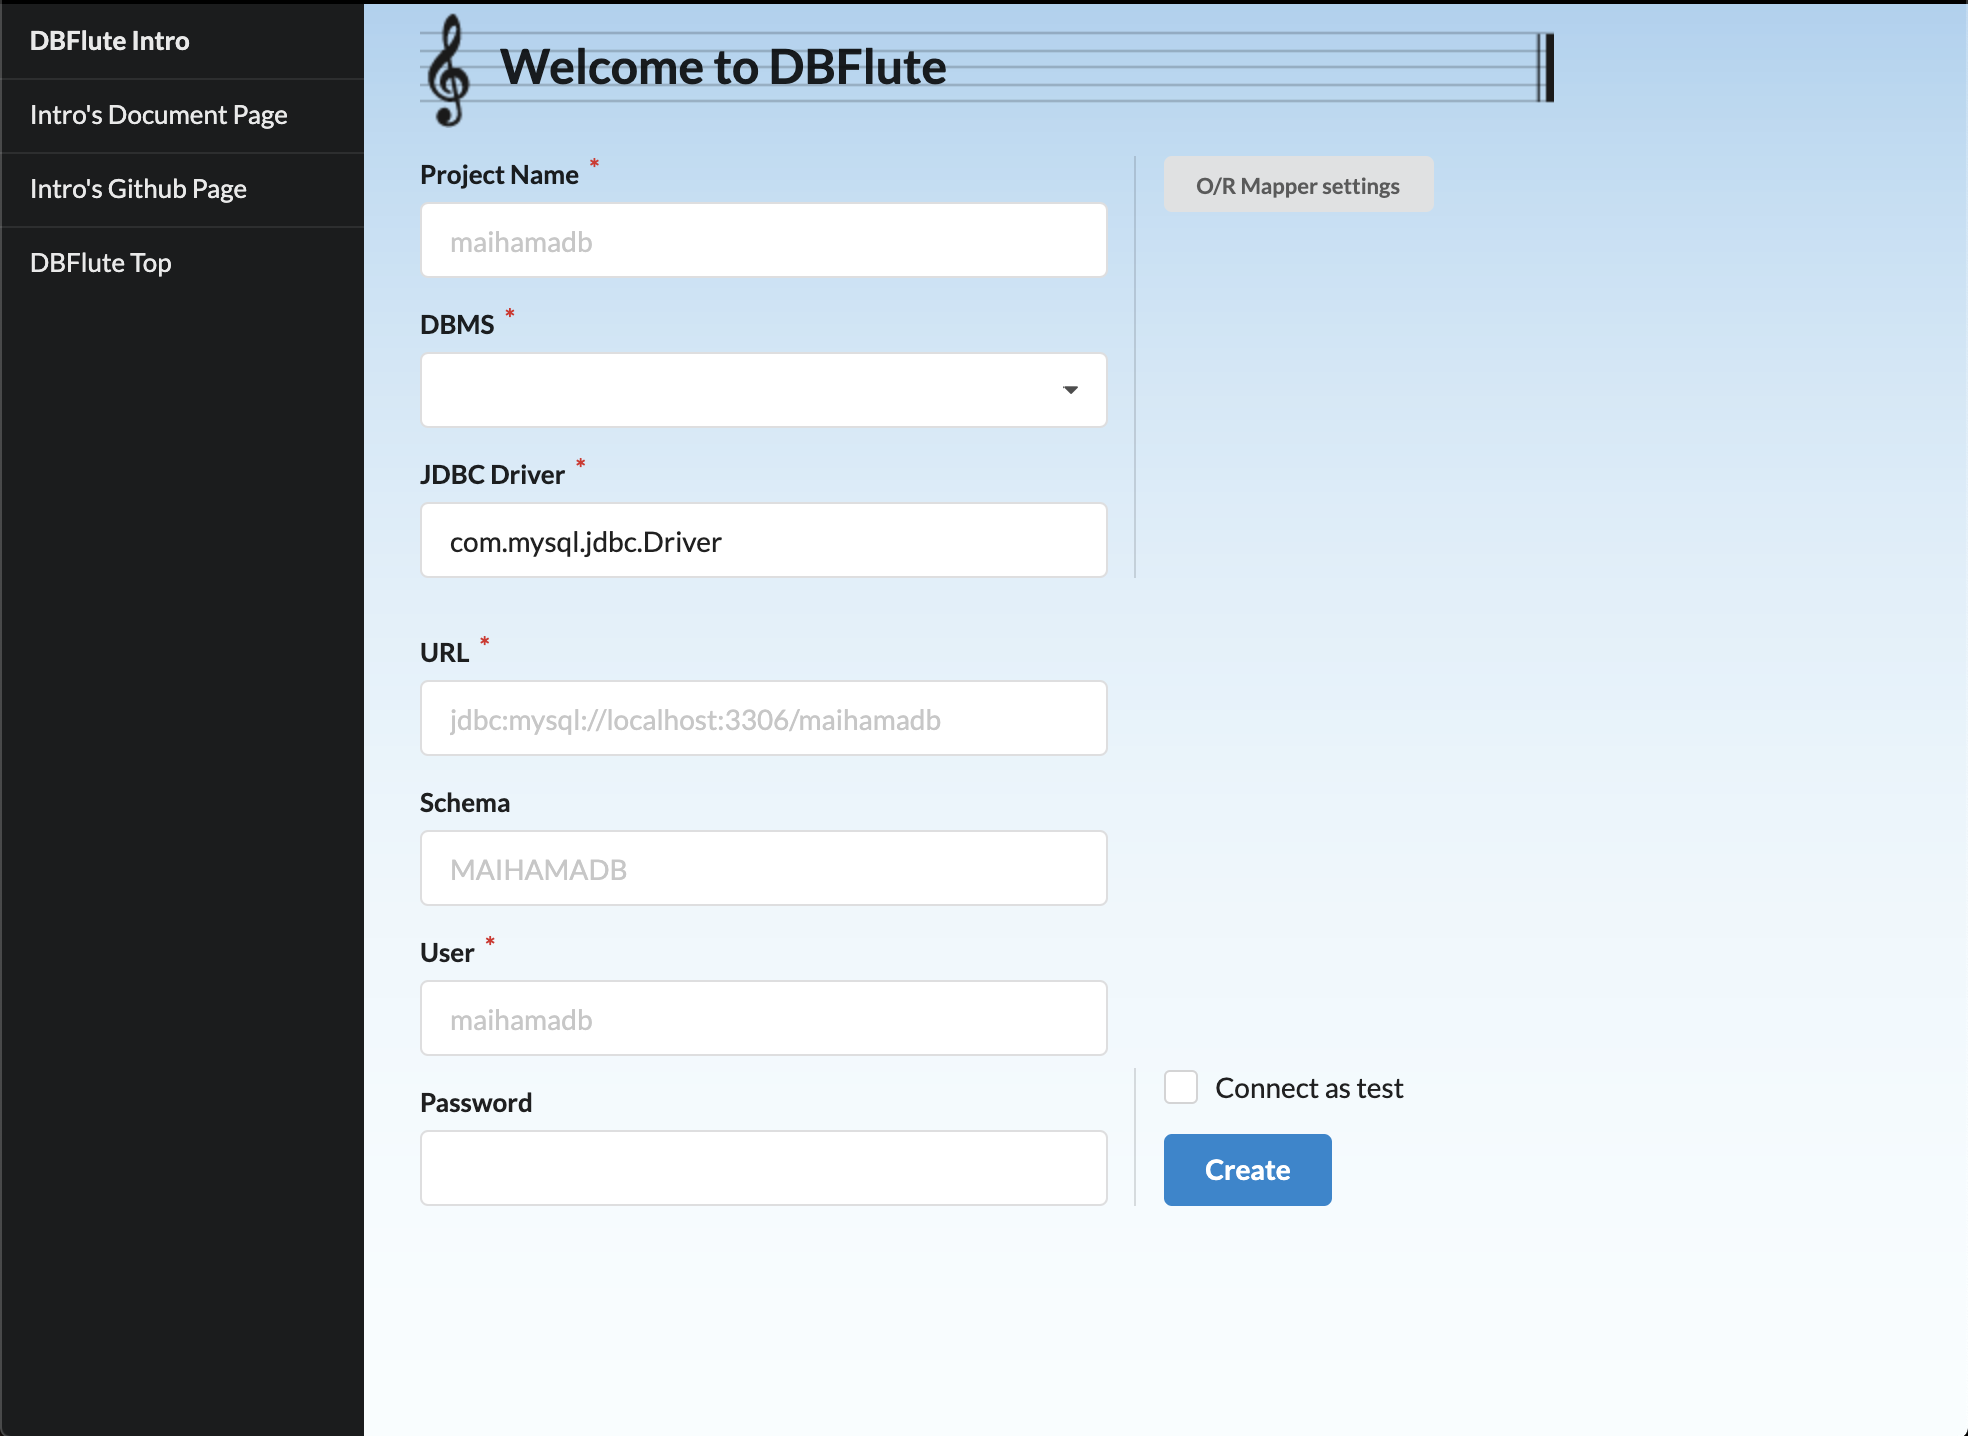 DBFlute Intro
Intro's Document Page
Intro's Github Page
DBFlute Top
Welcome to DBFlute
Project Name *
maihamadb
O/R Mapper settings
DBMS *
JDBC Driver *
com.mysql.jdbc.Driver
URL *
jdbc:mysql://localhost:3306/maihamadb
Schema
MAIHAMADB
User *
maihamadb
Password
Connect as test
Create